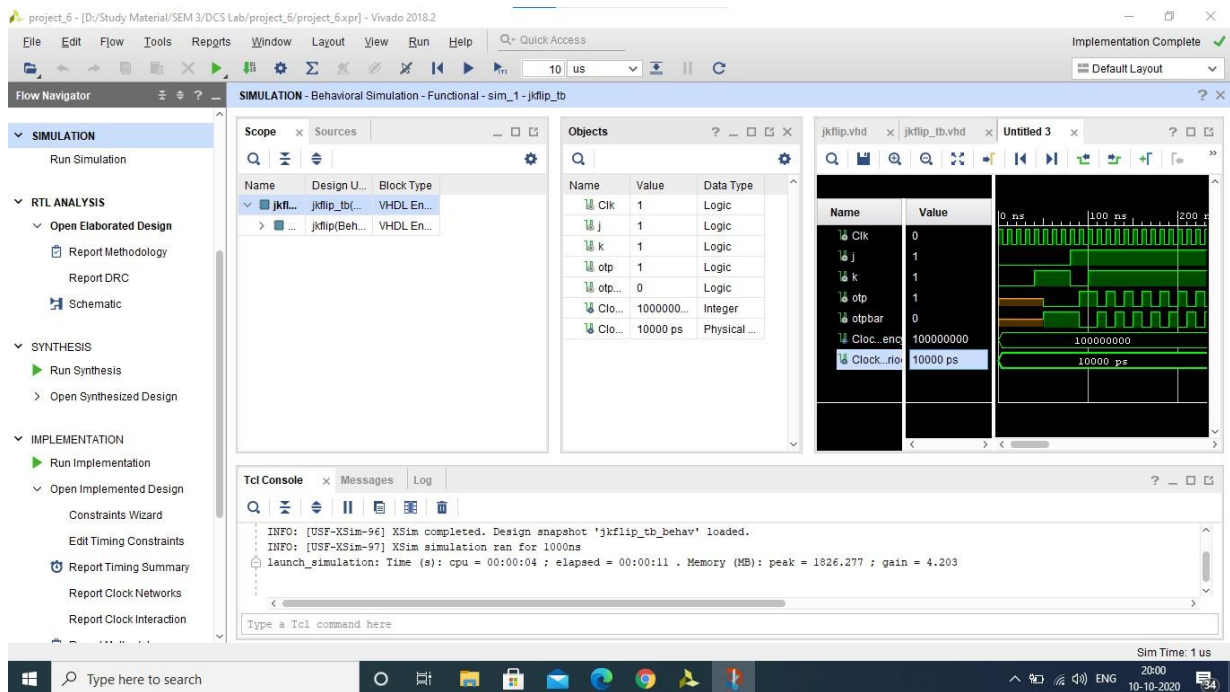 project_6 - [D:/Study Material/SEM 3/DCS Lab/project_6/project_6.xpr] - Vivado 2018.2
File Edit Flow Tools Reports Window Layout View Run Help Quick Access
Implementation Complete
10 us
Default Layout
Flow Navigator
SIMULATION - Behavioral Simulation - Functional - sim_1 - jkflip_tb
SIMULATION
Run Simulation
RTL ANALYSIS
Open Elaborated Design
Report Methodology
Report DRC
Schematic
SYNTHESIS
Run Synthesis
Open Synthesized Design
IMPLEMENTATION
Run Implementation
Open Implemented Design
Constraints Wizard
Edit Timing Constraints
Report Timing Summary
Report Clock Networks
Report Clock Interaction
Scope Sources
Name Design U... Block Type
jkfl... jkflip_tb(... VHDL En...
... jkflip(Beh... VHDL En...
Objects
Name Value Data Type
Clk 1 Logic
j 1 Logic
k 1 Logic
otp 1 Logic
otp... 0 Logic
Clo... 1000000... Integer
Clo... 10000 ps Physical ...
jkflip.vhd jkflip_tb.vhd Untitled 3
Name Value
0 ns 100 ns 200
Clk 0
j 1
k 1
otp 1
otpbar 0
Cloc...enc 100000000 100000000
Clock...rio 10000 ps 10000 ps
Tcl Console Messages Log
INFO: [USF-XSim-96] XSim completed. Design snapshot 'jkflip_tb_behav' loaded.
INFO: [USF-XSim-97] XSim simulation ran for 1000ns
launch_simulation: Time (s): cpu = 00:00:04 ; elapsed = 00:00:11 . Memory (MB): peak = 1826.277 ; gain = 4.203
Type a Tcl command here
Sim Time: 1 us
Type here to search
ENG
20:00
10-10-2020
34